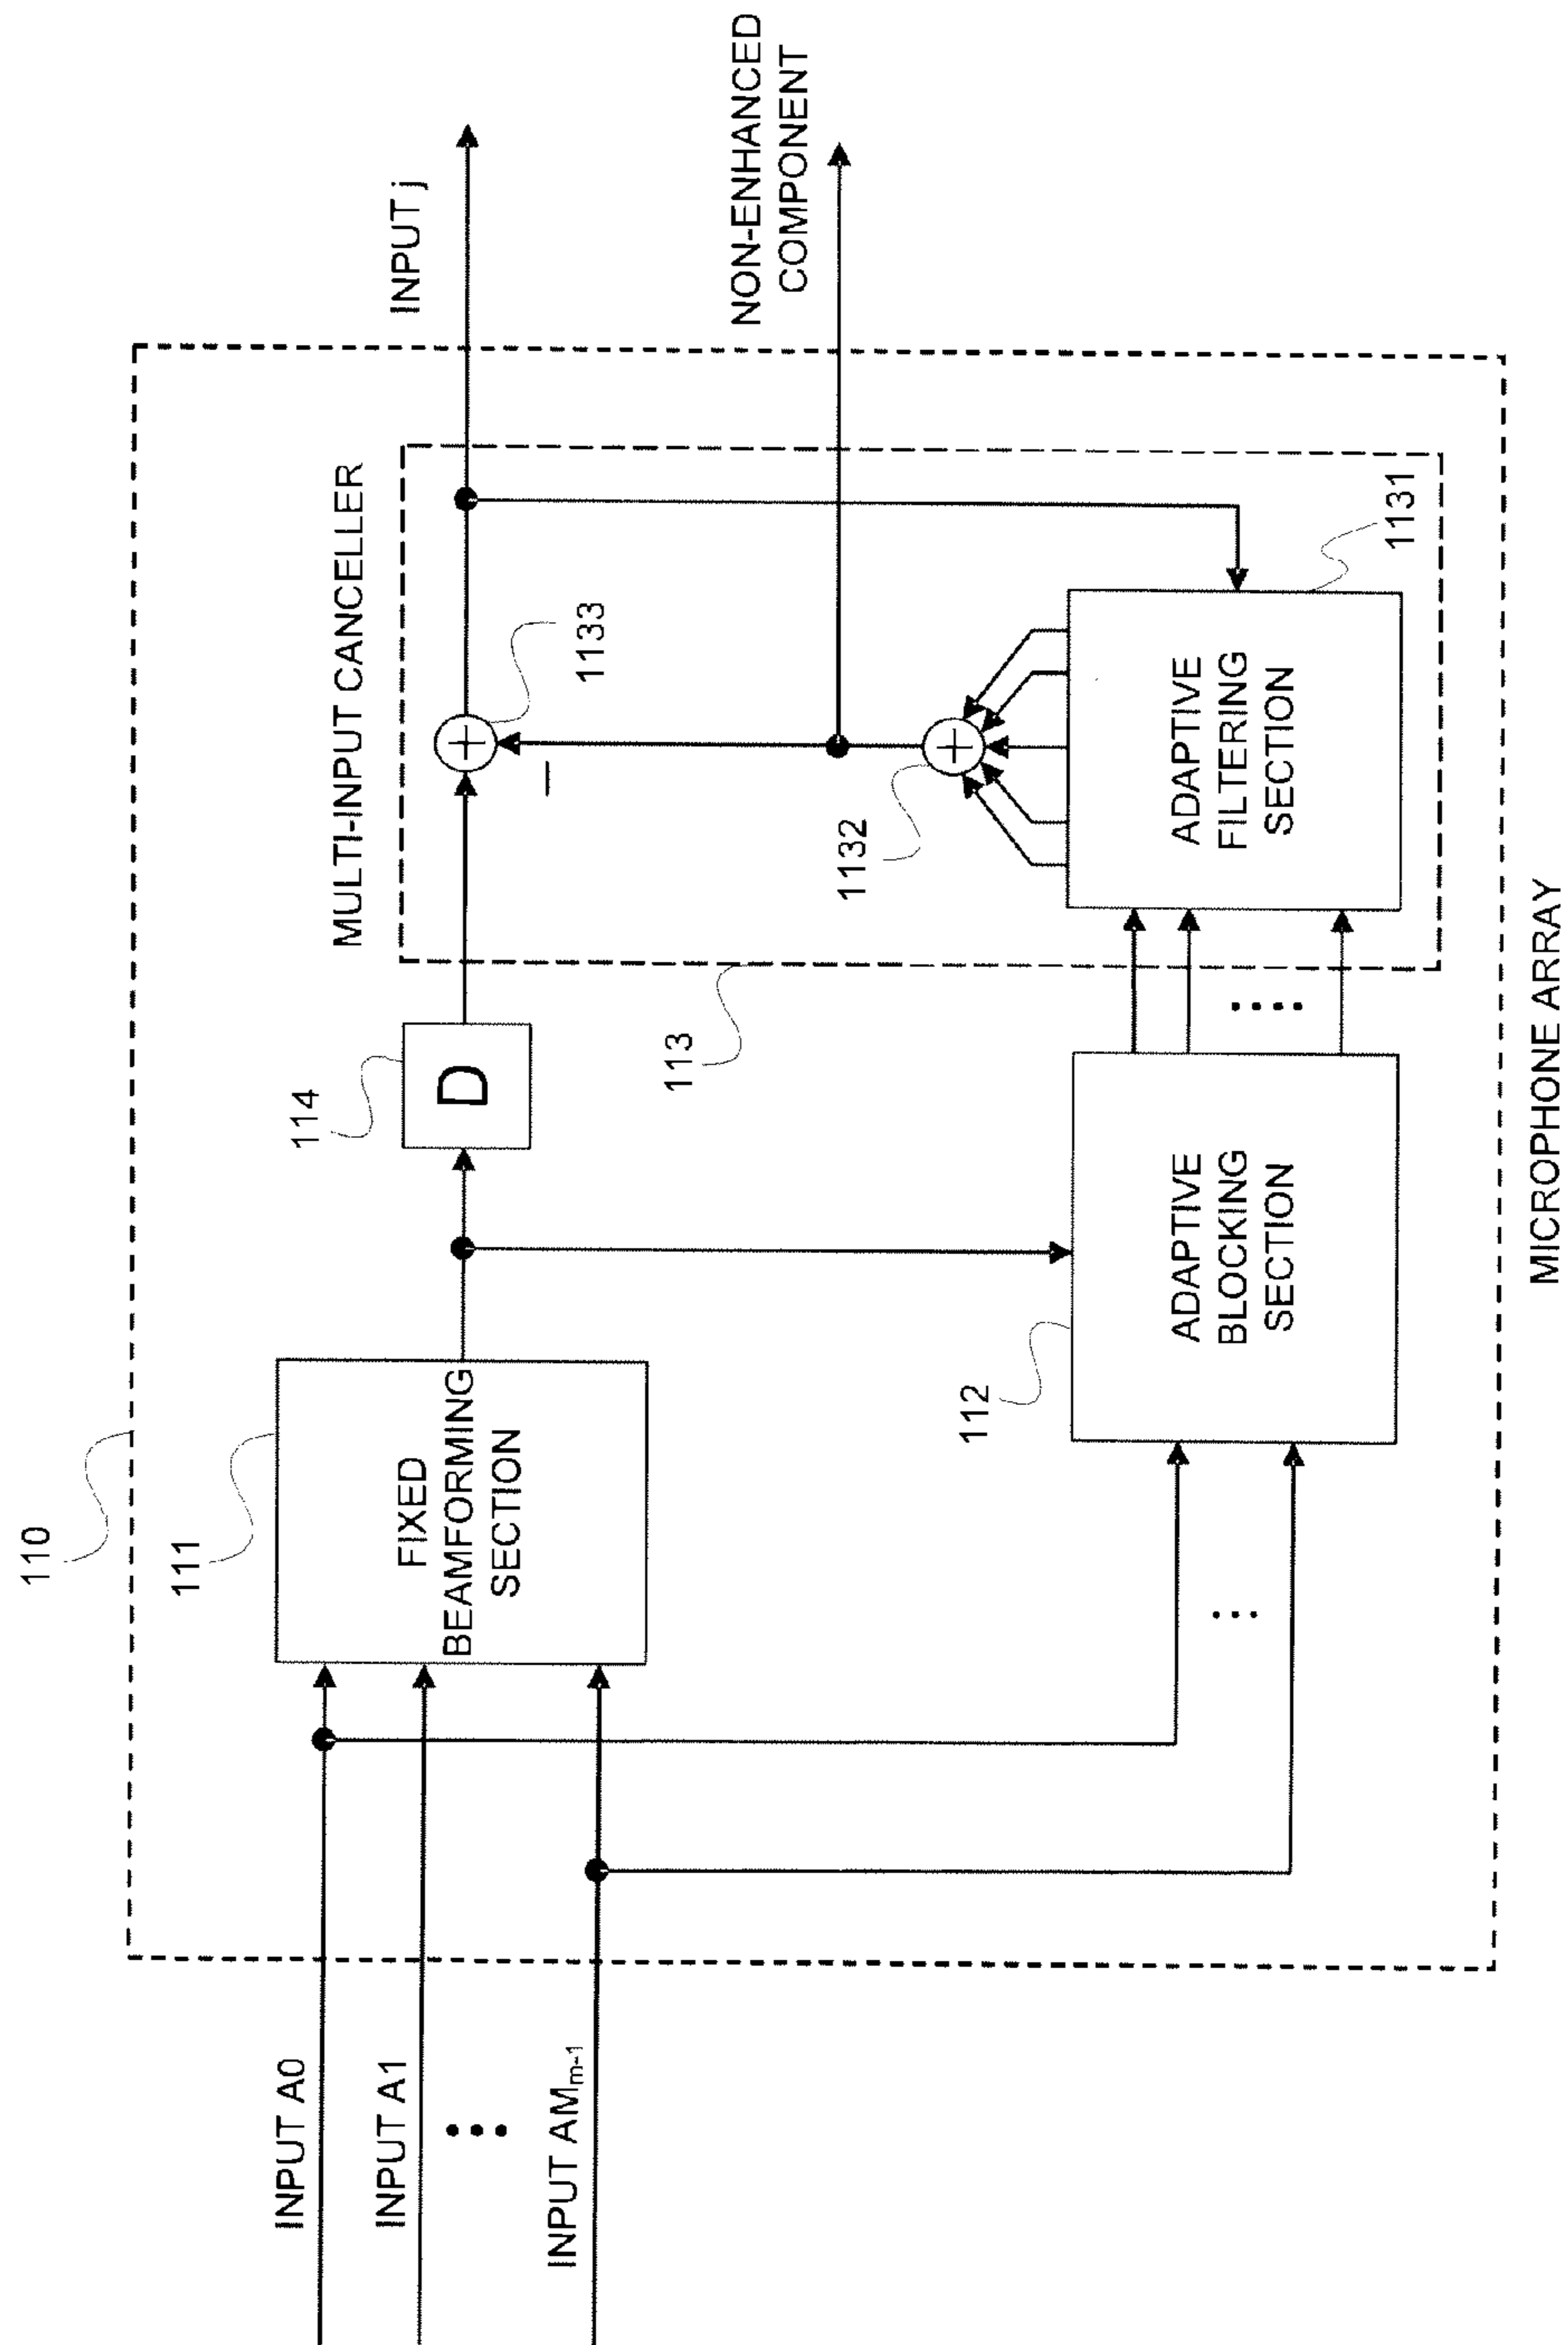 110
111
FIXED
BEAMFORMING
SECTION
114
D
MULTI-INPUT CANCELLER
INPUT j
1133
+
−
NON-ENHANCED
COMPONENT
INPUT A0
INPUT A1
INPUT AMm-1
112
ADAPTIVE
BLOCKING
SECTION
113
1132
+
ADAPTIVE
FILTERING
SECTION
1131
MICROPHONE ARRAY